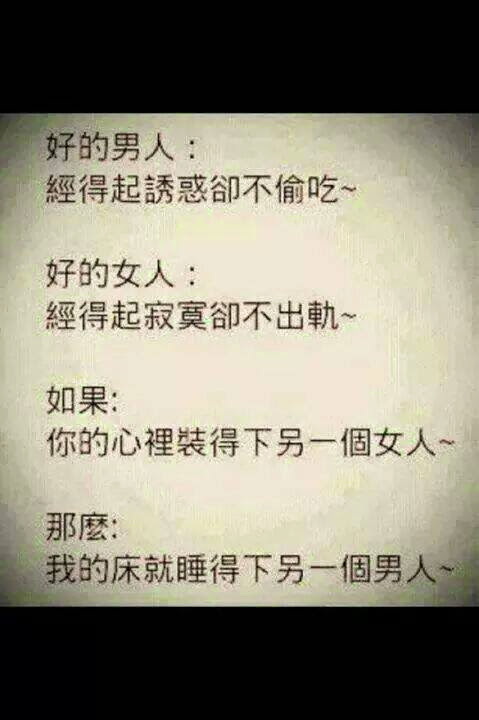 好的男人：
經得起誘惑卻不偷吃~
好的女人：
經得起寂寞卻不出軌~
如果:
你的心裡裝得下另一個女人~
那麼:
我的床就睡得下另一個男人~